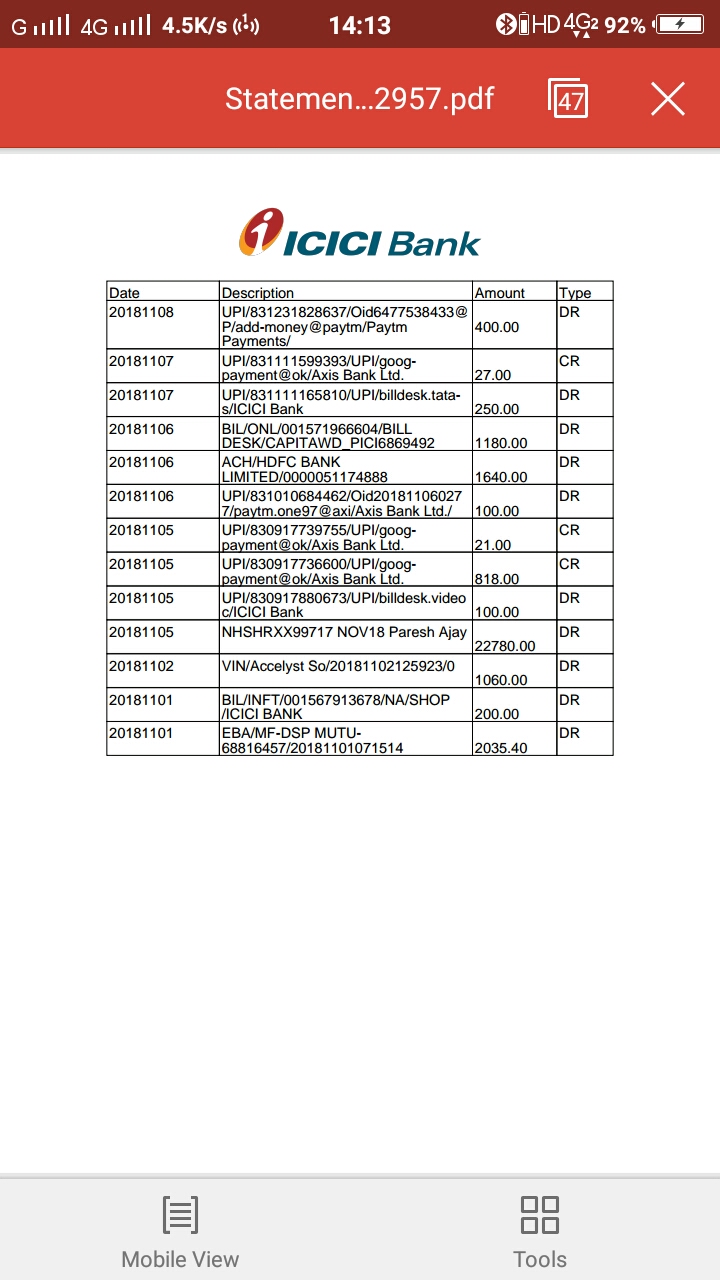 G 4G 4.5K/s 14:13 HD 4G2 92%
Statemen...2957.pdf 47
i ICICI Bank
Date Description Amount Type
20181108 UPI/831231828637/Oid6477538433@ DR
P/add-money@paytm/Paytm 400.00
Payments/
20181107 UPI/831111599393/UPI/goog- CR
payment@ok/Axis Bank Ltd. 27.00
20181107 UPI/831111165810/UPI/billdesk.tata- DR
s/ICICI Bank 250.00
20181106 BIL/ONL/001571966604/BILL DR
DESK/CAPITAWD_PICI6869492 1180.00
20181106 ACH/HDFC BANK DR
LIMITED/0000051174888 1640.00
20181106 UPI/831010684462/Oid20181106027 DR
7/paytm.one97@axi/Axis Bank Ltd./ 100.00
20181105 UPI/830917739755/UPI/goog- CR
payment@ok/Axis Bank Ltd. 21.00
20181105 UPI/830917736600/UPI/goog- CR
payment@ok/Axis Bank Ltd. 818.00
20181105 UPI/830917880673/UPI/billdesk.video DR
c/ICICI Bank 100.00
20181105 NHSHRXX99717 NOV18 Paresh Ajay DR
22780.00
20181102 VIN/Accelyst So/20181102125923/0 DR
1060.00
20181101 BIL/INFT/001567913678/NA/SHOP DR
/ICICI BANK 200.00
20181101 EBA/MF-DSP MUTU- DR
68816457/20181101071514 2035.40
Mobile View Tools